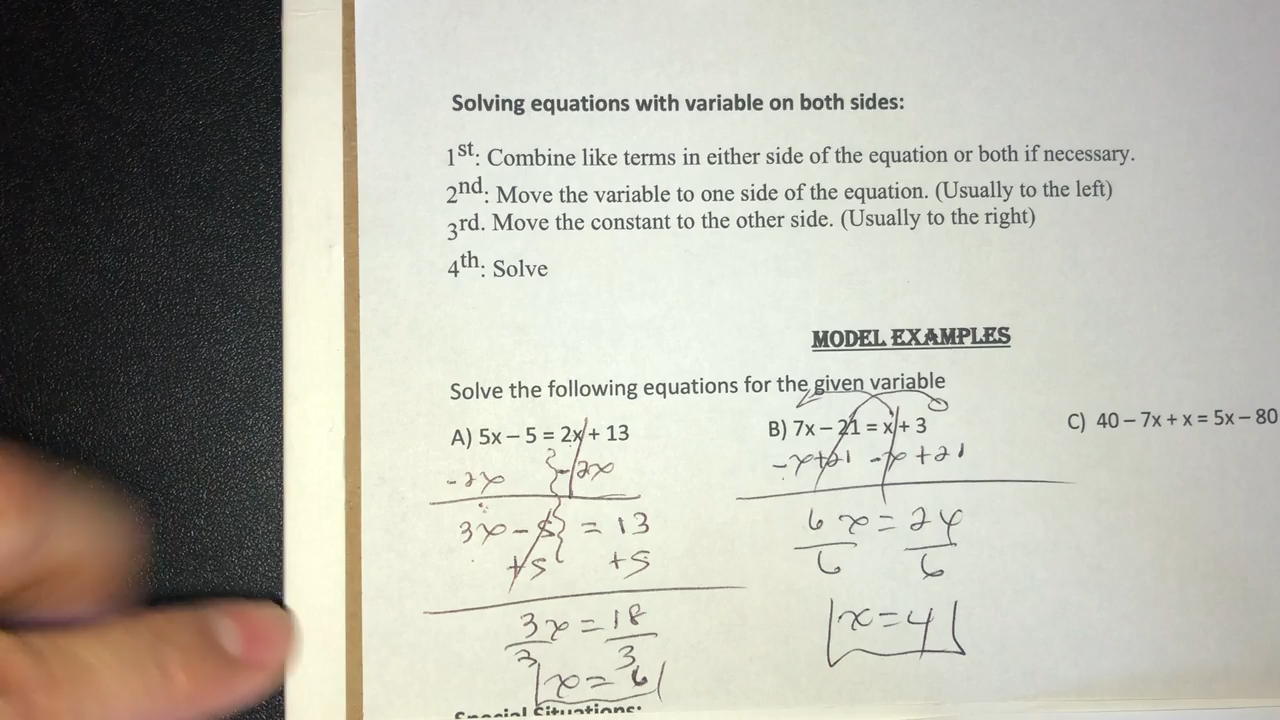 Solving equations with variable on both sides:
1st: Combine like terms in either side of the equation or both if necessary.
2nd: Move the variable to one side of the equation. (Usually to the left)
3rd. Move the constant to the other side. (Usually to the right)
4th: Solve
MODEL EXAMPLES
Solve the following equations for the given variable
A) 5x – 5 = 2x + 13
-2x -2x
3x - 5 = 13
+5 +5
3x = 18
3 3
x = 6
B) 7x – 21 = x + 3
-x+21 -x+21
6x = 24
6 6
x=4
C) 40 – 7x + x = 5x – 80
Special Situations: